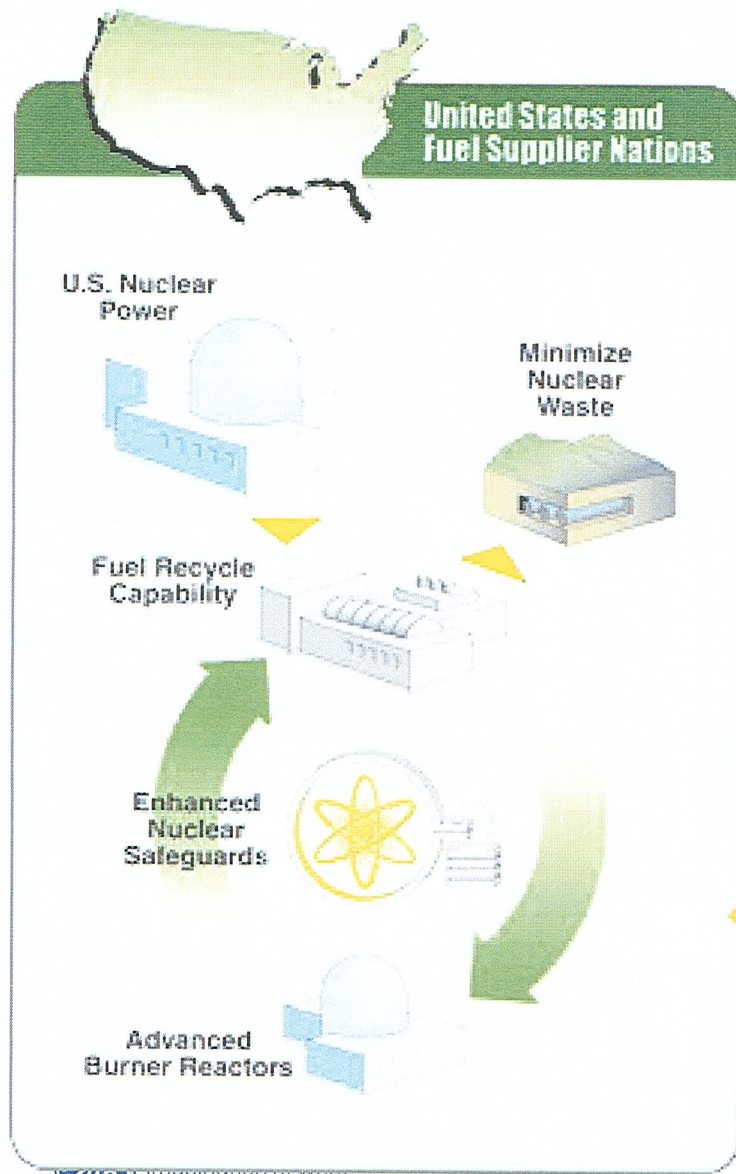 United States and
Fuel Supplier Nations
U.S. Nuclear
Power
Minimize
Nuclear
Waste
Fuel Recycle
Capability
Enhanced
Nuclear
Safeguards
Advanced
Burner Reactors